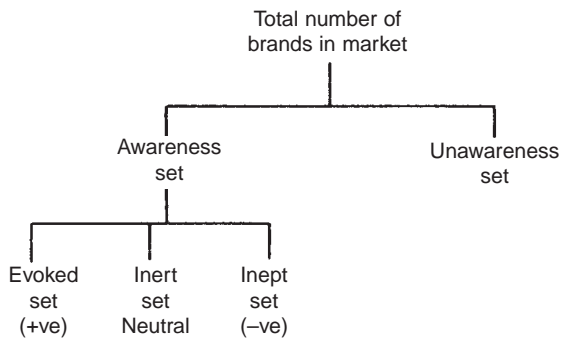 Total number of
brands in market
Awareness
set
Unawareness
set
Evoked
set
(+ve)
Inert
set
Neutral
Inept
set
(–ve)